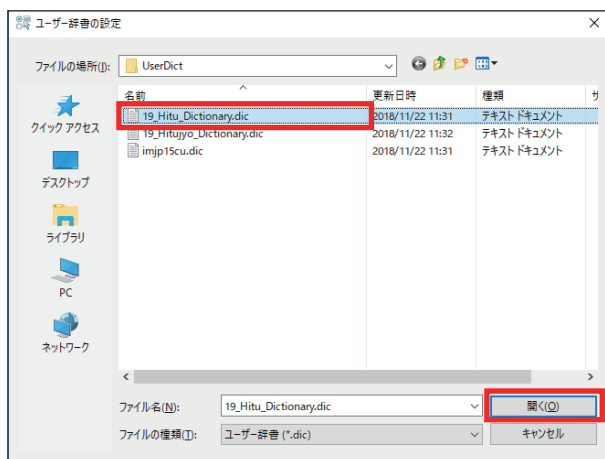 ユーザー辞書の設定
ファイルの場所(I): UserDict
名前 更新日時 種類 サ
19_Hitu_Dictionary.dic 2018/11/22 11:31 テキスト ドキュメント
19_Hitujyo_Dictionary.dic 2018/11/22 11:32 テキスト ドキュメント
imjp15cu.dic 2018/11/22 11:31 テキスト ドキュメント
クイック アクセス
デスクトップ
ライブラリ
PC
ネットワーク
ファイル名(N): 19_Hitu_Dictionary.dic 開く(O)
ファイルの種類(T): ユーザー辞書 (*.dic) キャンセル